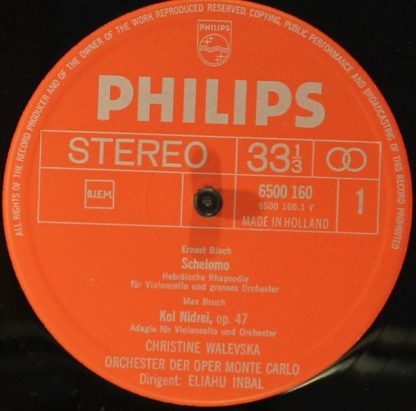 ALL RIGHTS OF THE RECORD PRODUCER AND OF THE OWNER OF THE WORK REPRODUCED RESERVED. COPYING, PUBLIC PERFORMANCE AND BROADCASTING OF THIS RECORD PROHIBITED
PHILIPS
PHILIPS
STEREO 33 1/3
B.I.E.M. 6500 160 1
6500 160.1 V
MADE IN HOLLAND
Ernest Bloch
Schelomo
Hebräische Rhapsodie
für Violoncello und grosses Orchester
Max Bruch
Kol Nidrei, op. 47
Adagio für Violoncello und Orchester
CHRISTINE WALEVSKA
ORCHESTER DER OPER MONTE CARLO
Dirigent: ELIAHU INBAL